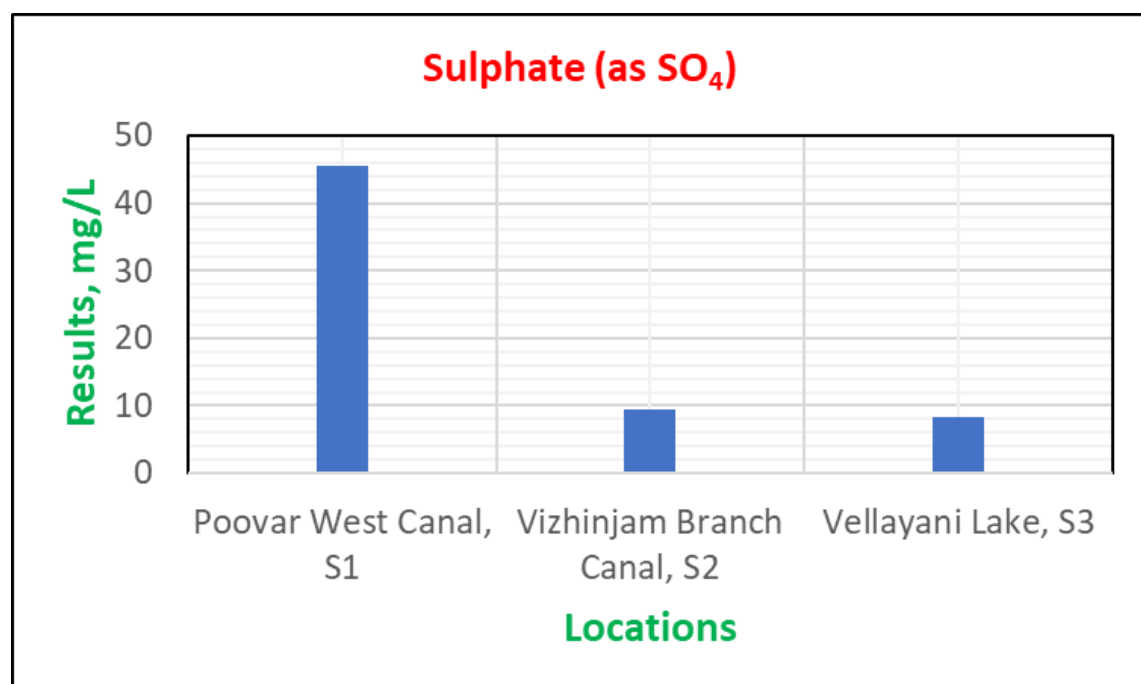 Sulphate (as SO₄)
Results, mg/L
50
40
30
20
10
0
Poovar West Canal,
S1
Vizhinjam Branch
Canal, S2
Vellayani Lake, S3
Locations